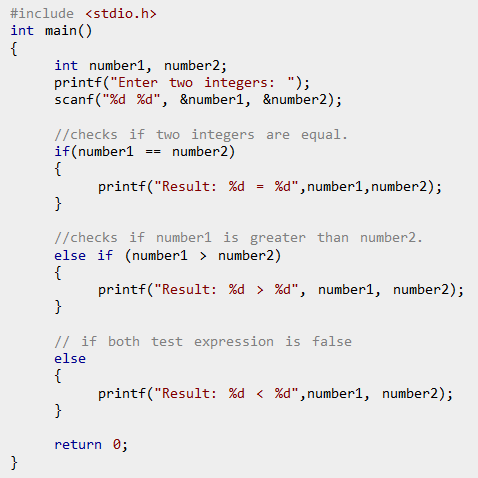 #include <stdio.h>
int main()
{
int number1, number2;
printf("Enter two integers: ");
scanf("%d %d", &number1, &number2);
//checks if two integers are equal.
if(number1 == number2)
{
printf("Result: %d = %d",number1,number2);
}
//checks if number1 is greater than number2.
else if (number1 > number2)
{
printf("Result: %d > %d", number1, number2);
}
// if both test expression is false
else
{
printf("Result: %d < %d",number1, number2);
}
return 0;
}